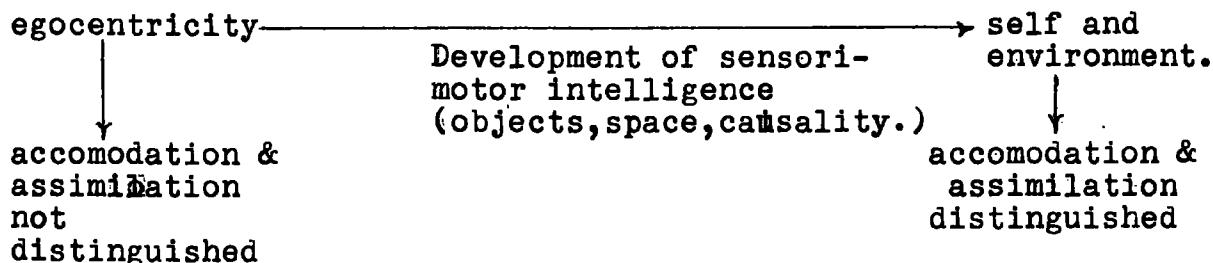 egocentricity
self and
environment.
Development of sensori-
motor intelligence
(objects,space,causality.)
accomodation &
assimilation
not
distinguished
accomodation &
assimilation
distinguished